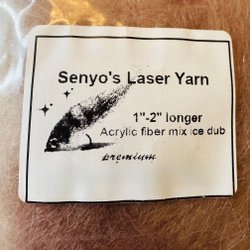 Senyo's Laser Yarn
1"-2" longer
Acrylic fiber mix ice dub
premium